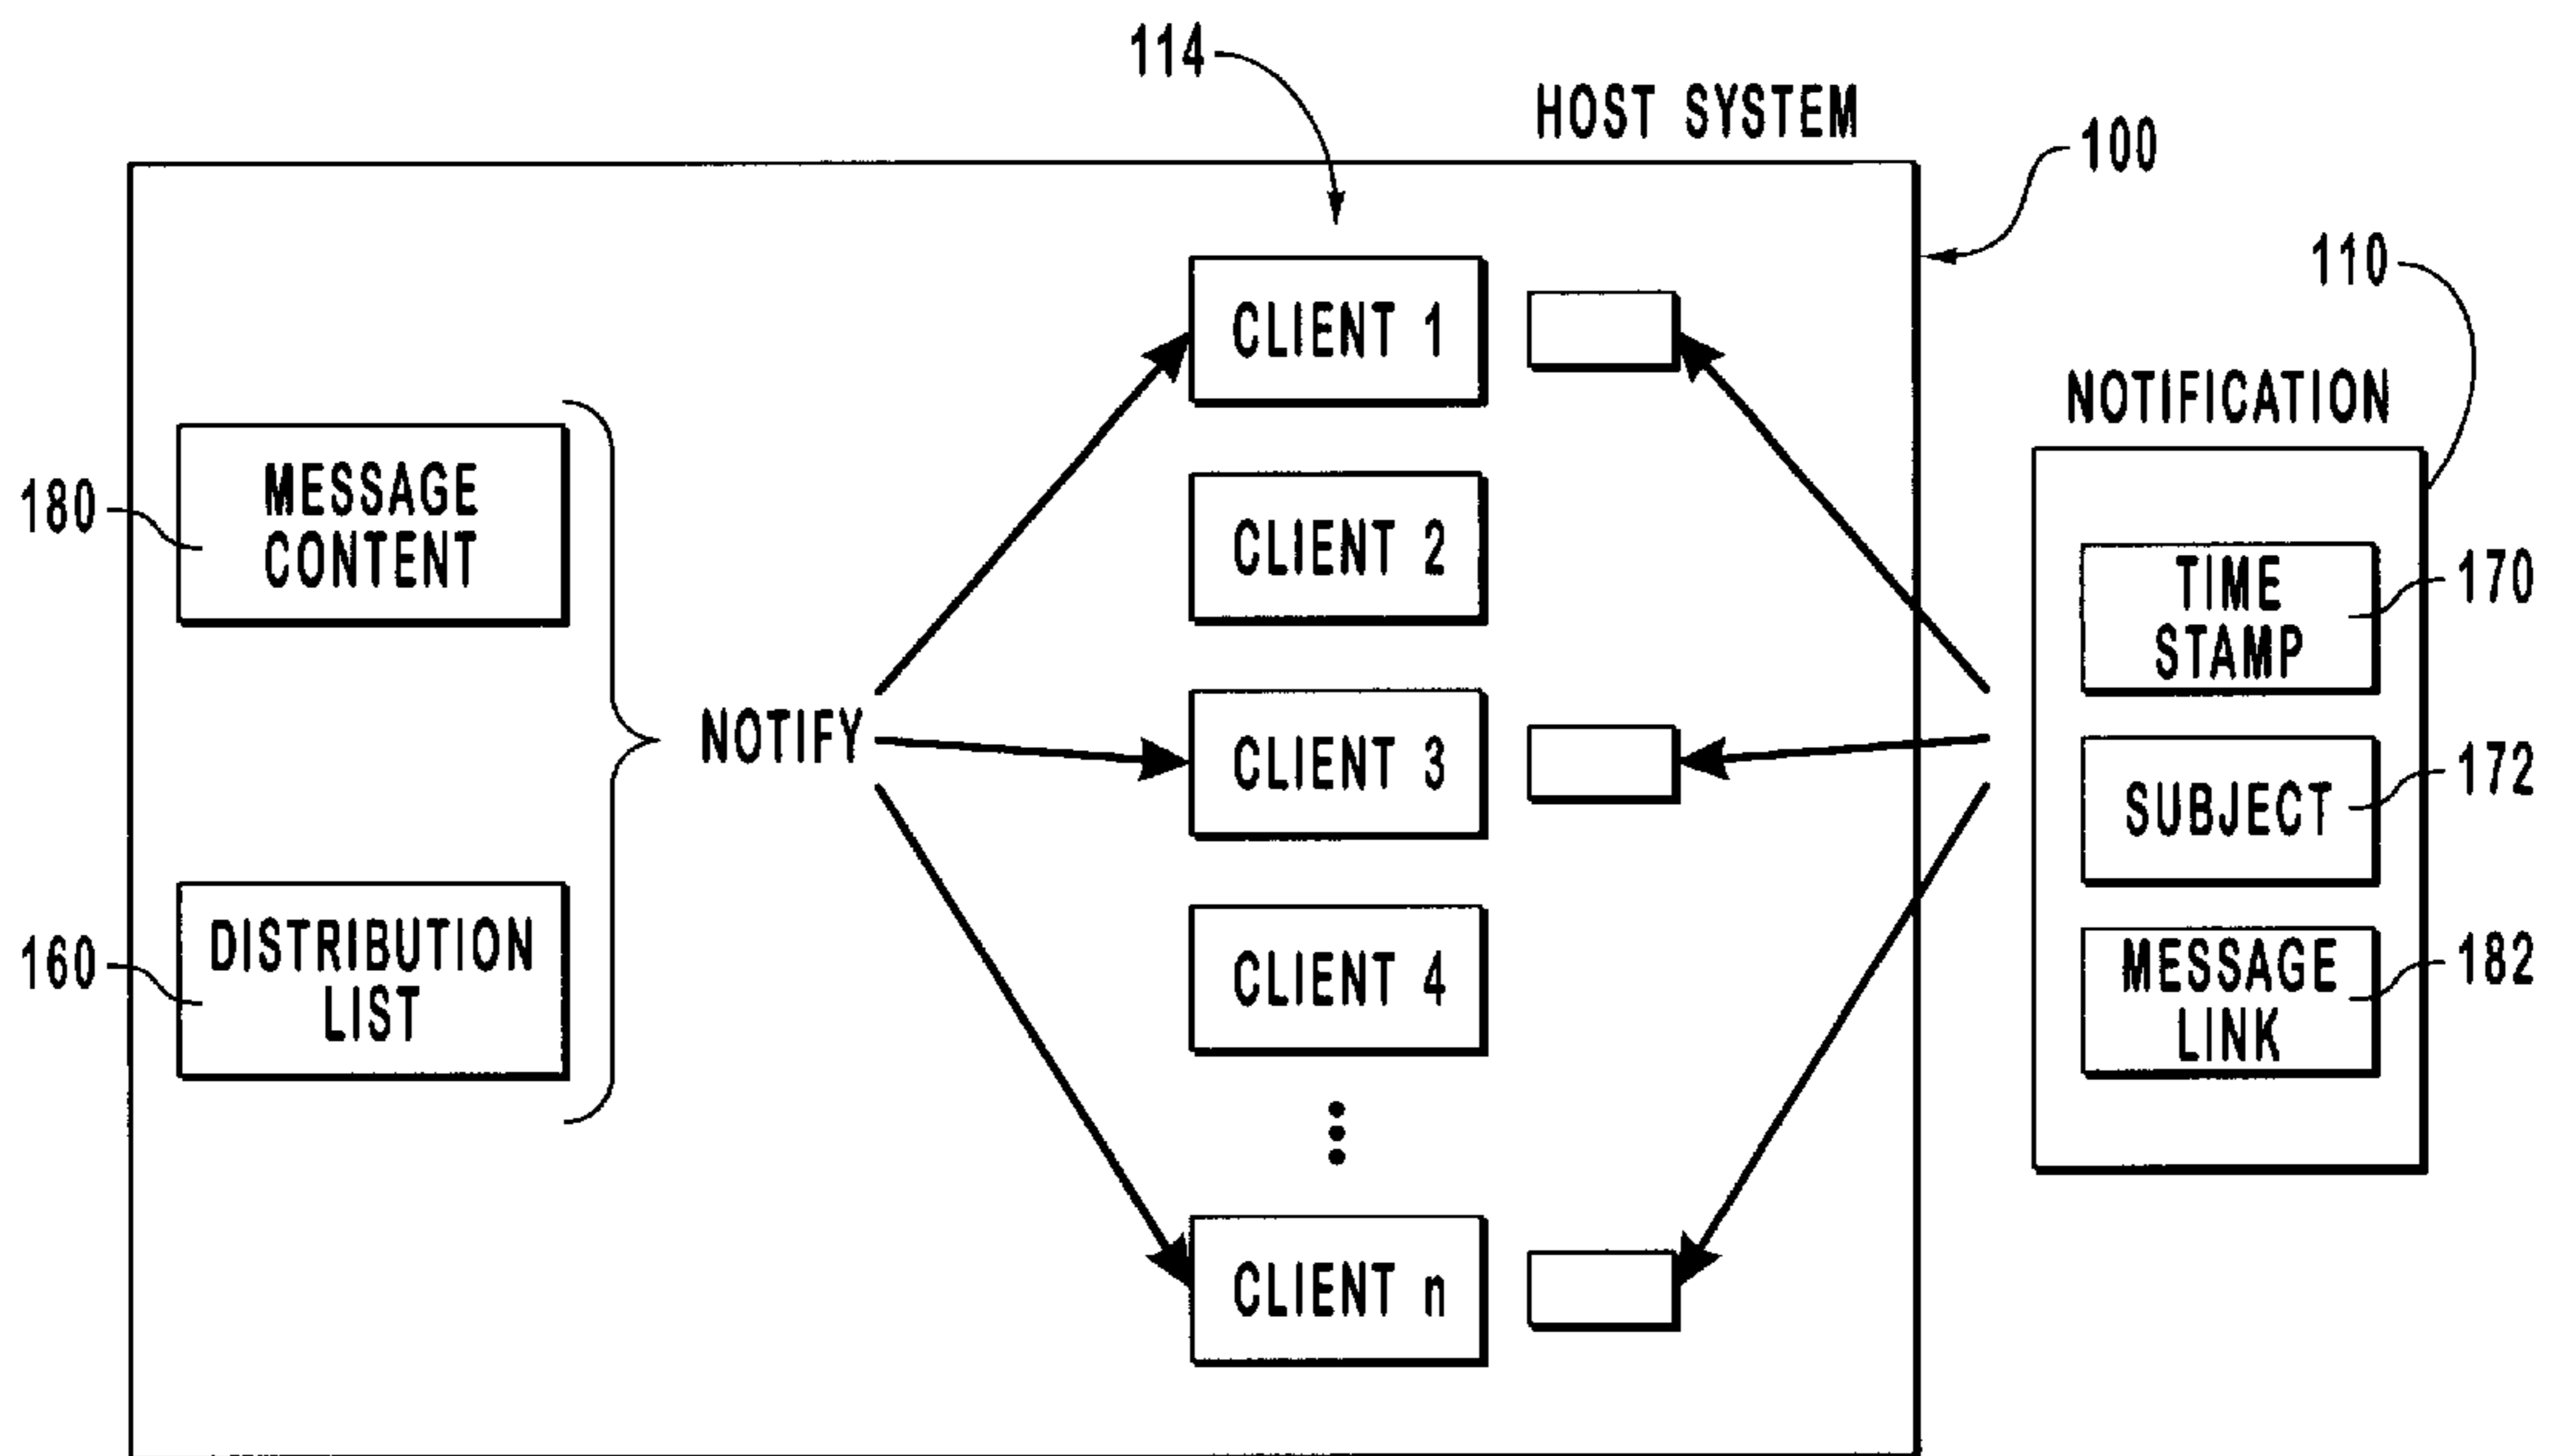 114
HOST SYSTEM
100
110
NOTIFICATION
CLIENT 1
180
MESSAGE
CONTENT
CLIENT 2
TIME
STAMP
170
NOTIFY
CLIENT 3
SUBJECT
172
160
DISTRIBUTION
LIST
CLIENT 4
MESSAGE
LINK
182
CLIENT n